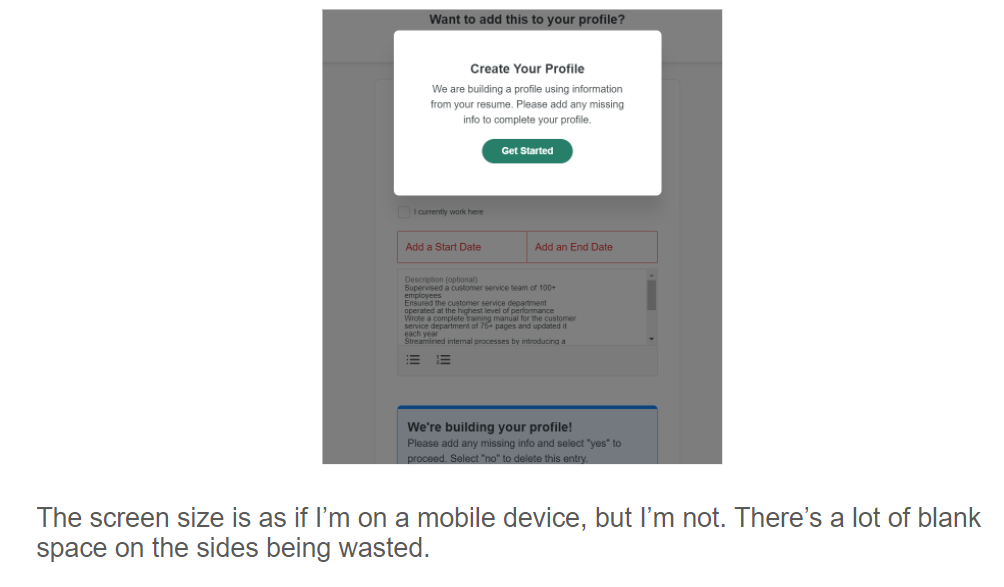 Want to add this to your profile?
Create Your Profile
We are building a profile using information
from your resume. Please add any missing
info to complete your profile.
Get Started
I currently work here
Add a Start Date
Add an End Date
Description (optional)
Supervised a customer service team of 100+
employees
Ensured the customer service department
operated at the highest level of performance
Wrote a complete training manual for the customer
service department of 75+ pages and updated it
each year
Streamlined internal processes by introducing a
We're building your profile!
Please add any missing info and select "yes" to
proceed. Select "no" to delete this entry.
The screen size is as if I’m on a mobile device, but I’m not. There’s a lot of blank
space on the sides being wasted.